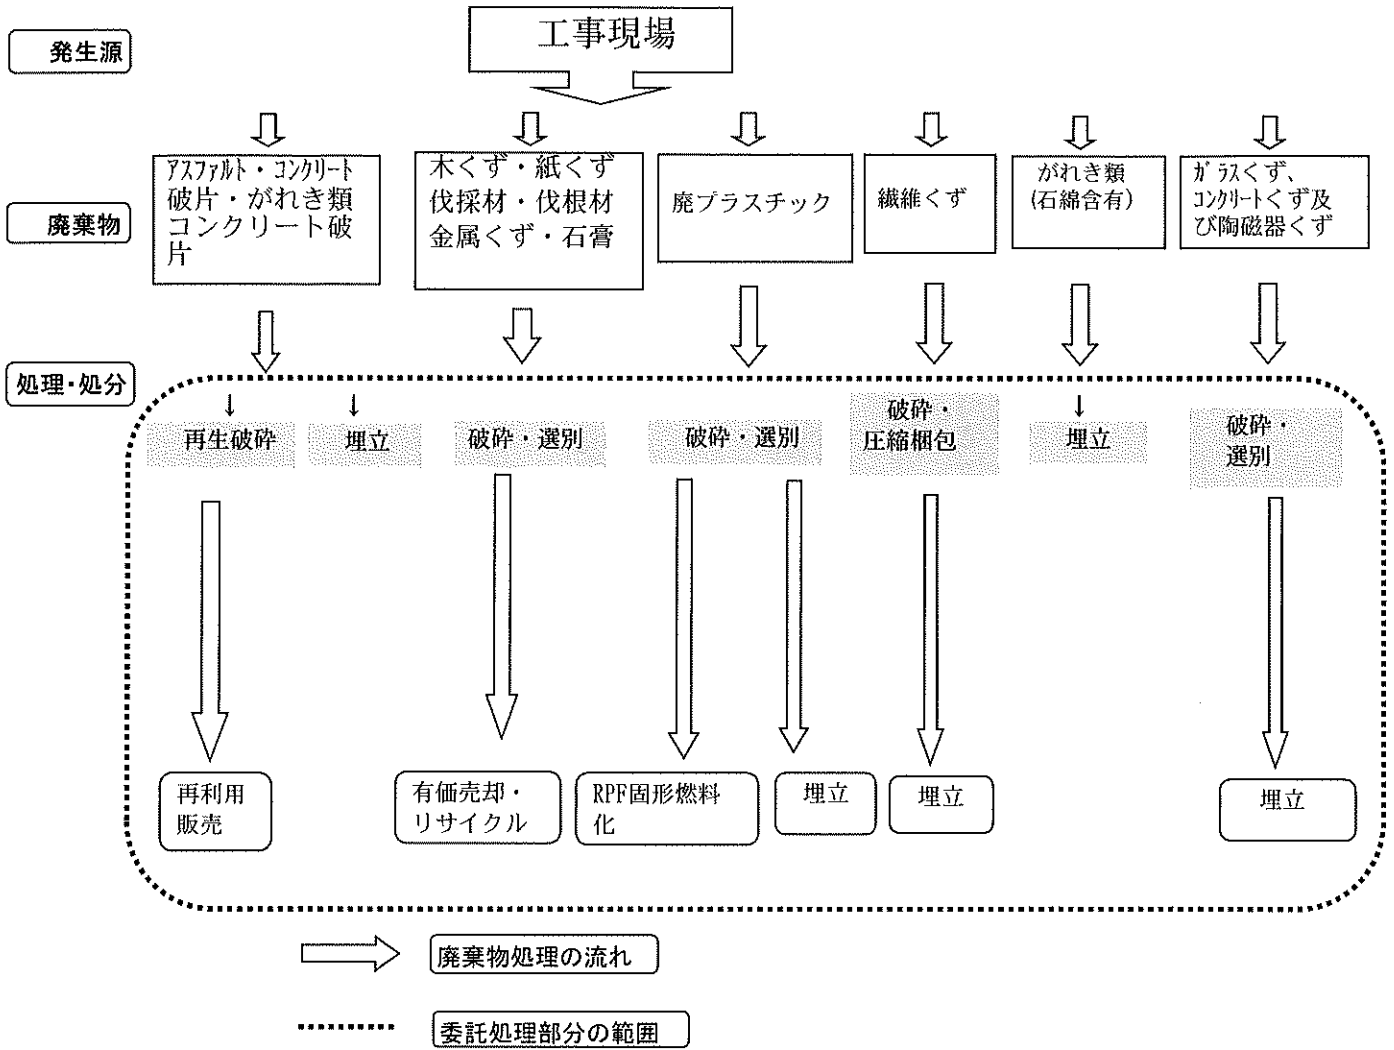 発生源
工事現場
廃棄物
アスファルト・コンクリート
破片・がれき類
コンクリート破
片
木くず・紙くず
伐採材・伐根材
金属くず・石膏
廃プラスチック
繊維くず
がれき類
(石綿含有)
ガラスくず、
コンクリートくず及
び陶磁器くず
処理・処分
↓
再生破砕
↓
埋立
破砕・選別
破砕・選別
破砕・
圧縮梱包
↓
埋立
破砕・
選別
再利用
販売
有価売却・
リサイクル
RPF固形燃料
化
埋立
埋立
埋立
廃棄物処理の流れ
委託処理部分の範囲